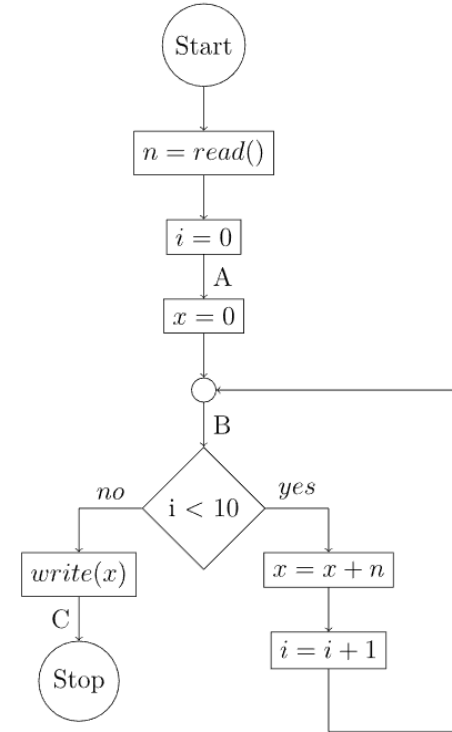 Start
n = read()
i = 0
A
x = 0
B
no
i < 10
yes
write(x)
x = x + n
C
i = i + 1
Stop